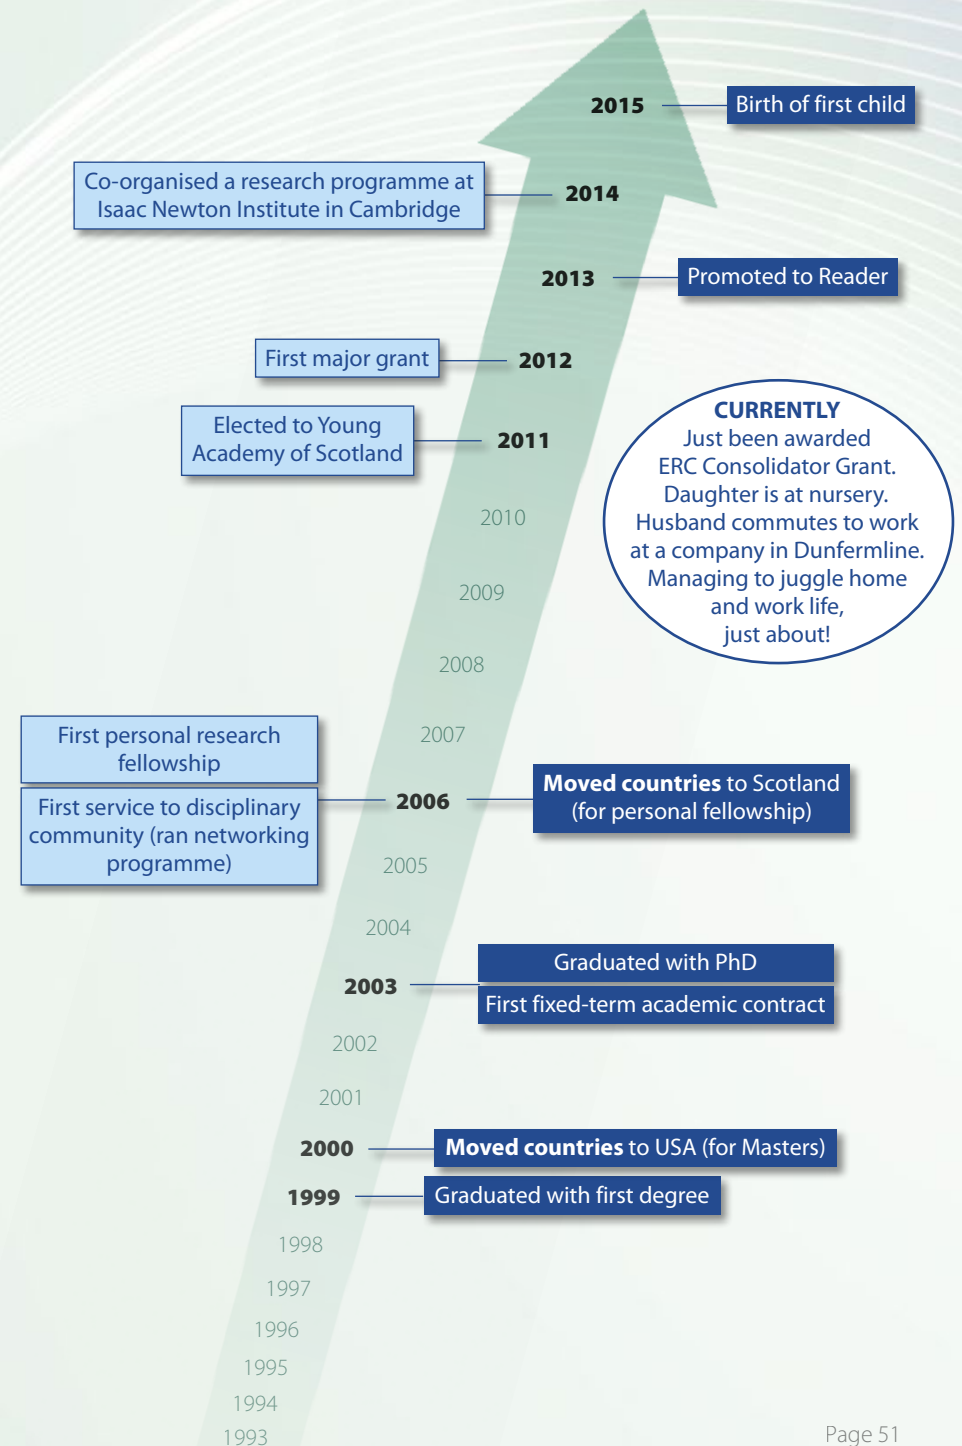 2015
Birth of first child
Co-organised a research programme at
Isaac Newton Institute in Cambridge
2014
2013
Promoted to Reader
First major grant
2012
Elected to Young
Academy of Scotland
2011
CURRENTLY
Just been awarded
ERC Consolidator Grant.
Daughter is at nursery.
Husband commutes to work
at a company in Dunfermline.
Managing to juggle home
and work life,
just about!
2010
2009
2008
2007
First personal research
fellowship
First service to disciplinary
community (ran networking
programme)
2006
Moved countries to Scotland
(for personal fellowship)
2005
2004
2003
Graduated with PhD
First fixed-term academic contract
2002
2001
2000
Moved countries to USA (for Masters)
1999
Graduated with first degree
1998
1997
1996
1995
1994
1993
Page 51